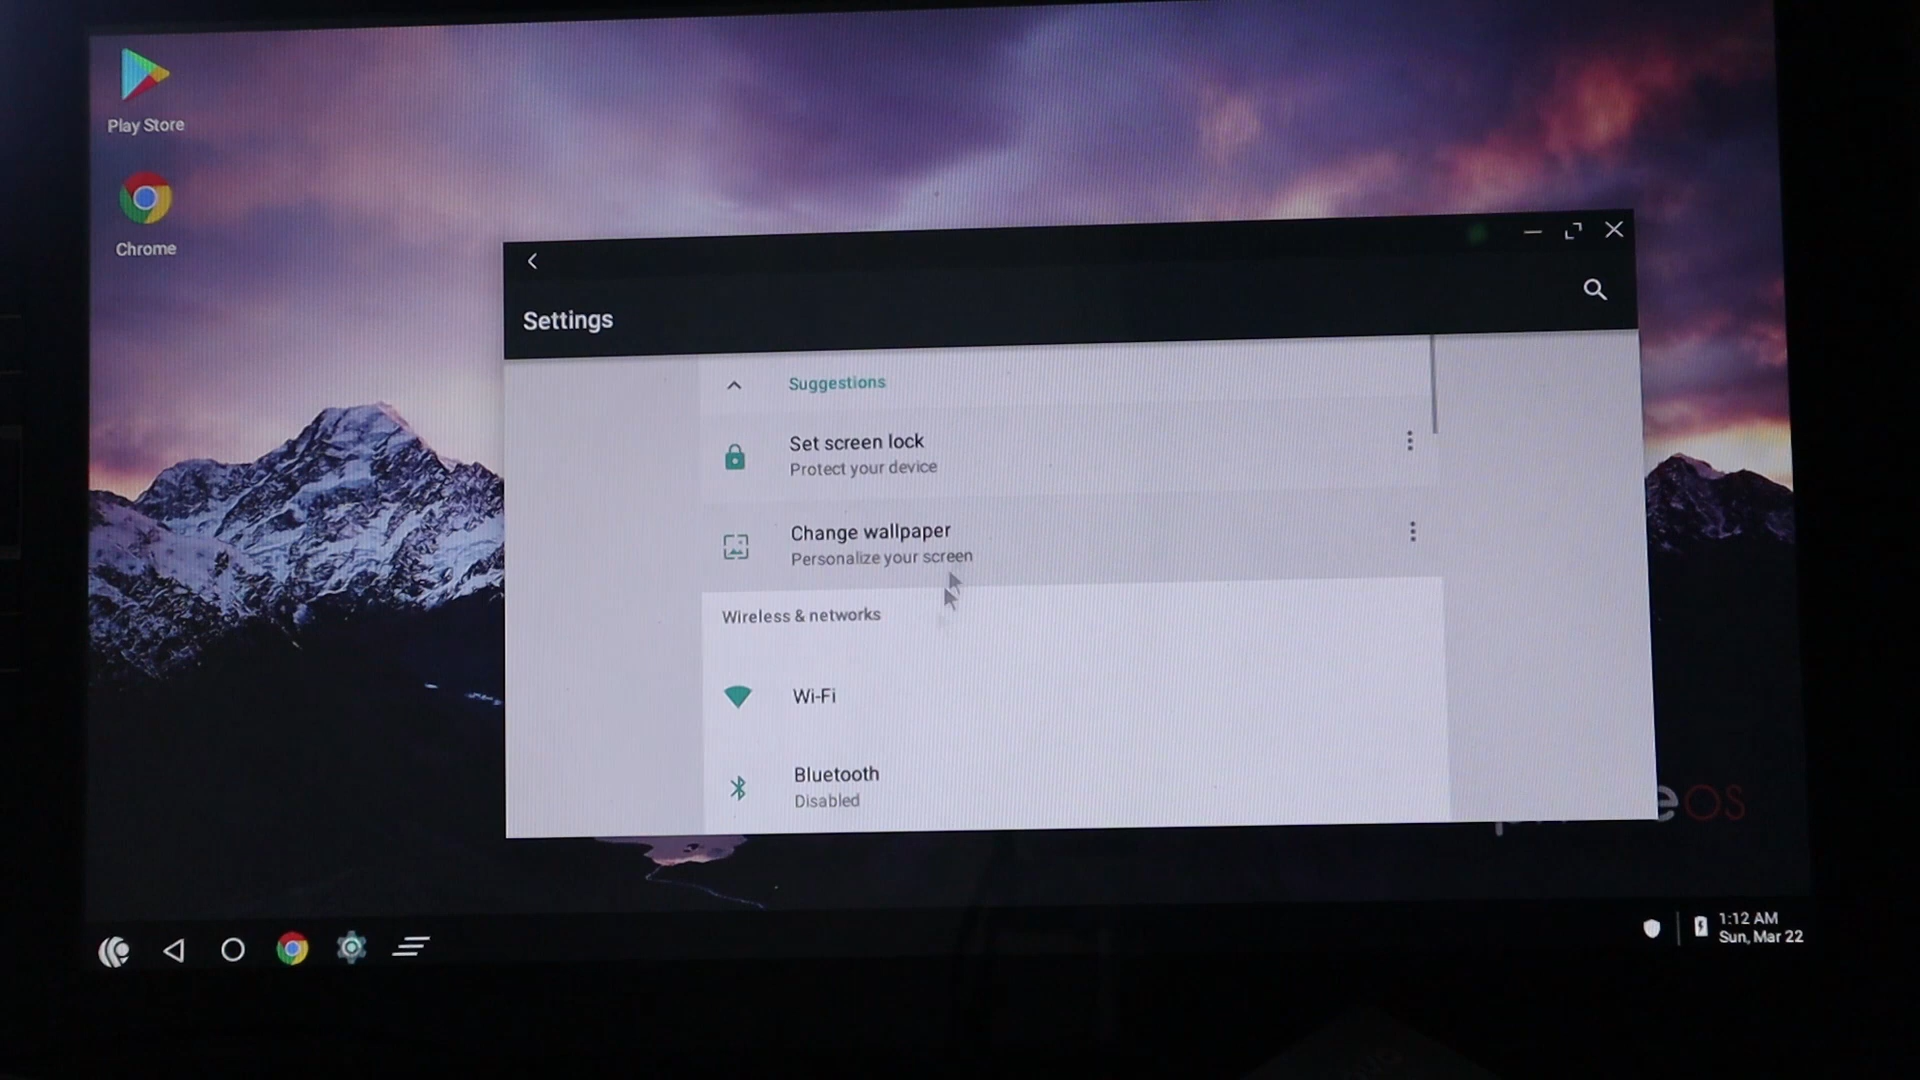 Play Store
Chrome
Settings
Suggestions
Set screen lock
Protect your device
Change wallpaper
Personalize your screen
Wireless & networks
Wi-Fi
Bluetooth
Disabled
eOS
1:12 AM
Sun, Mar 22